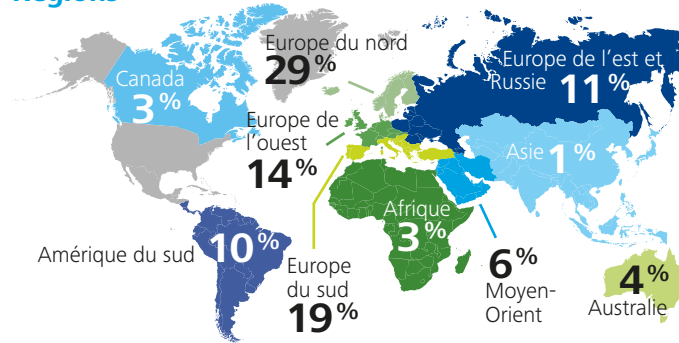 Régions
Europe du nord
29%
Canada
3%
Europe de l'est et
Russie 11%
Europe de
l'ouest
14%
Asie 1%
Afrique
3%
Amérique du sud 10%
Europe
du sud
19%
6%
Moyen-
Orient
4%
Australie